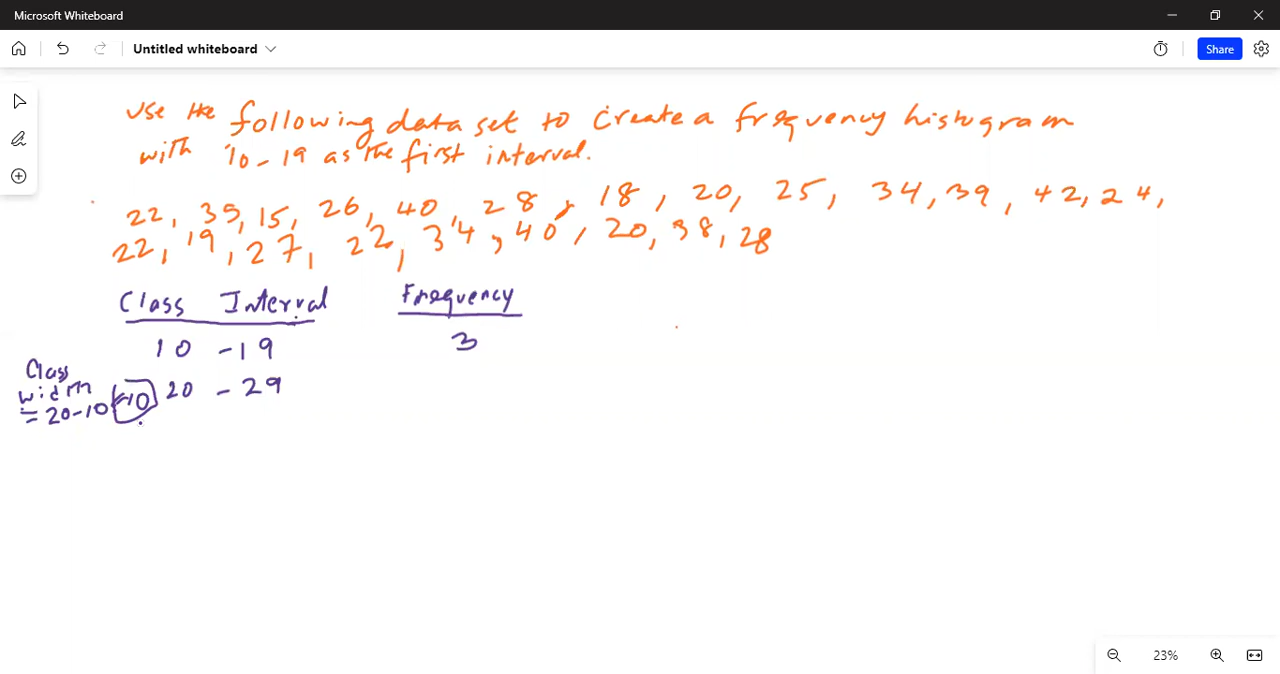 Microsoft Whiteboard
Untitled whiteboard
Share
Use the following data set to create a frequency histogram
with 10-19 as the first interval.
22, 39, 15, 26, 40, 28, 18, 20, 25, 34, 39, 42, 24,
22, 19, 27, 22, 34, 40, 20, 38, 28
Class Interval Frequency
10 - 19 3
Class
width
= 20-10 = 10
20 - 29
23%